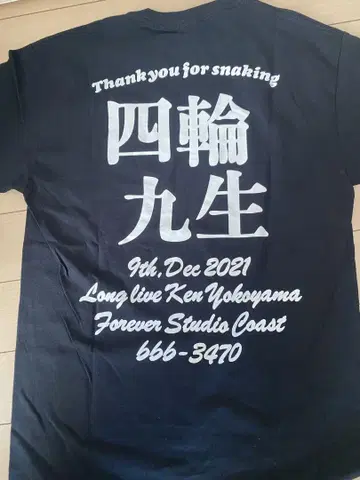 Thank you for snaking
四輪
九生
9th, Dec 2021
Long live Ken Yokoyama
Forever Studio Coast
666-3470